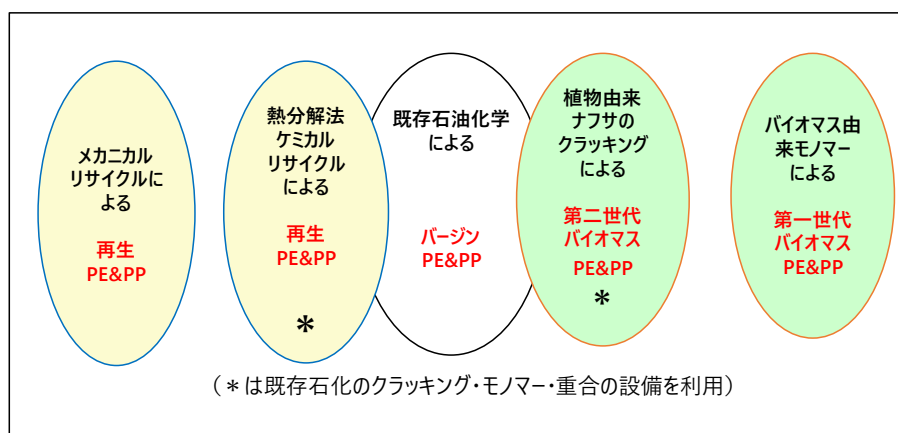 メカニカル
リサイクルに
よる
再生
PE&PP
熱分解法
ケミカル
リサイクル
による
再生
PE&PP
*
既存石油化学
による
バージン
PE&PP
植物由来
ナフサの
クラッキング
による
第二世代
バイオマス
PE&PP
*
バイオマス由
来モノマー
による
第一世代
バイオマス
PE&PP
(*は既存石化のクラッキング・モノマー・重合の設備を利用)